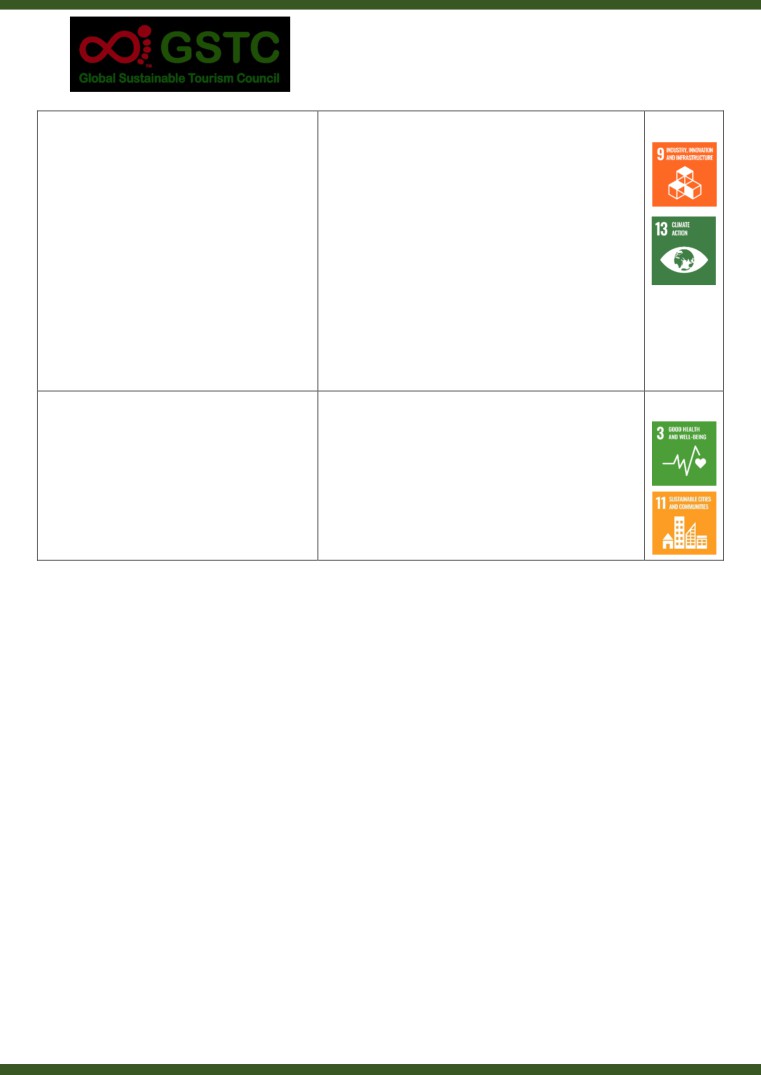 GSTC
Global Sustainable Tourism Council
9 INDUSTRY, INNOVATION
AND INFRASTRUCTURE
13 CLIMATE
ACTION
3 GOOD HEALTH
AND WELL-BEING
11 SUSTAINABLE CITIES
AND COMMUNITIES